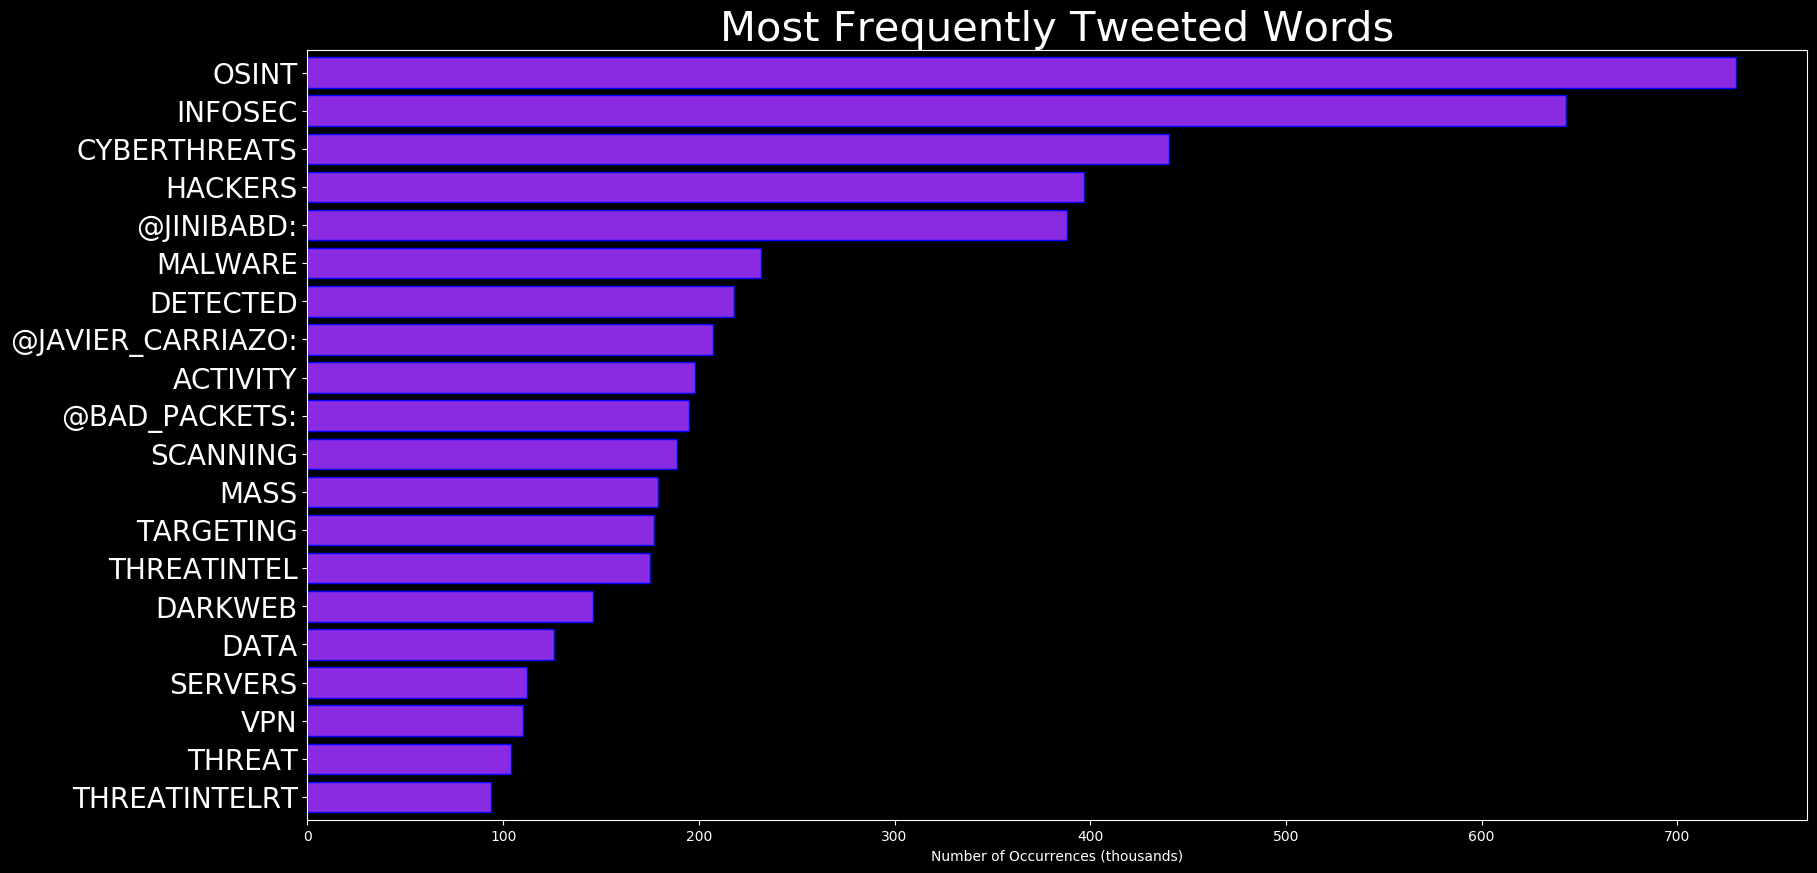 Most Frequently Tweeted Words
OSINT
INFOSEC
CYBERTHREATS
HACKERS
@JINIBABD:
MALWARE
DETECTED
@JAVIER_CARRIAZO:
ACTIVITY
@BAD_PACKETS:
SCANNING
MASS
TARGETING
THREATINTEL
DARKWEB
DATA
SERVERS
VPN
THREAT
THREATINTELRT
0 100 200 300 400 500 600 700
Number of Occurrences (thousands)